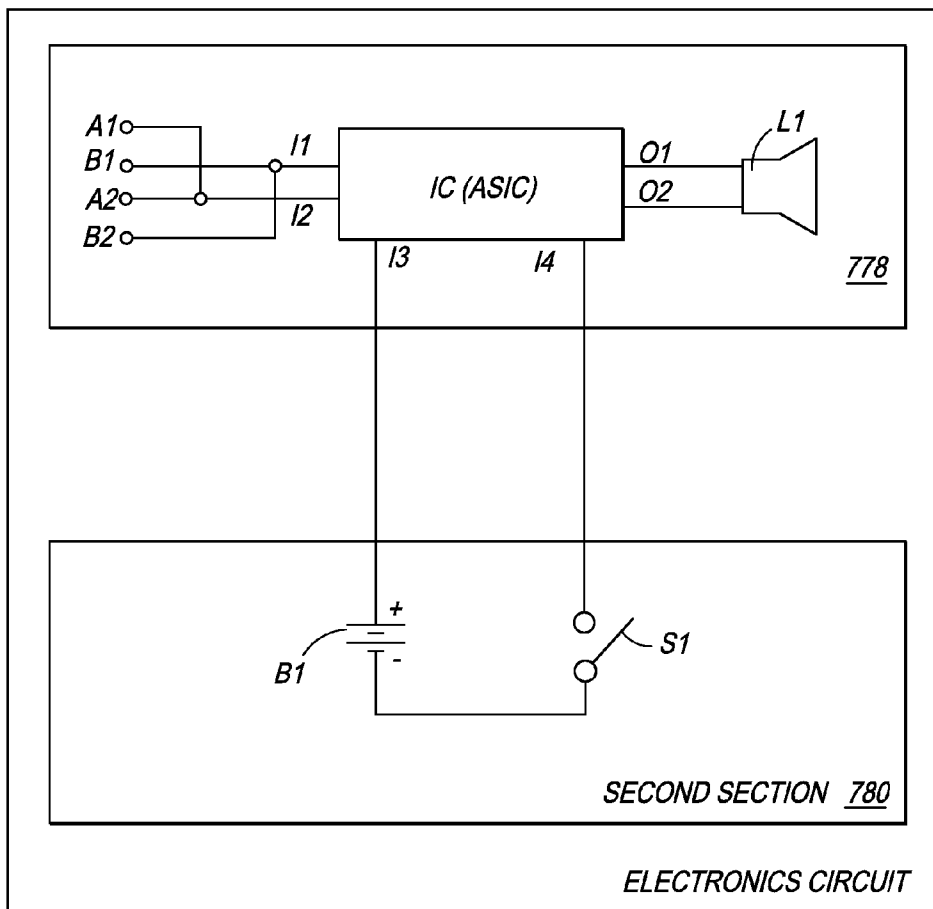 A1
B1
A2
B2
I1
I2
IC (ASIC)
I3
I4
O1
O2
L1
778
+
-
B1
S1
SECOND SECTION 780
ELECTRONICS CIRCUIT